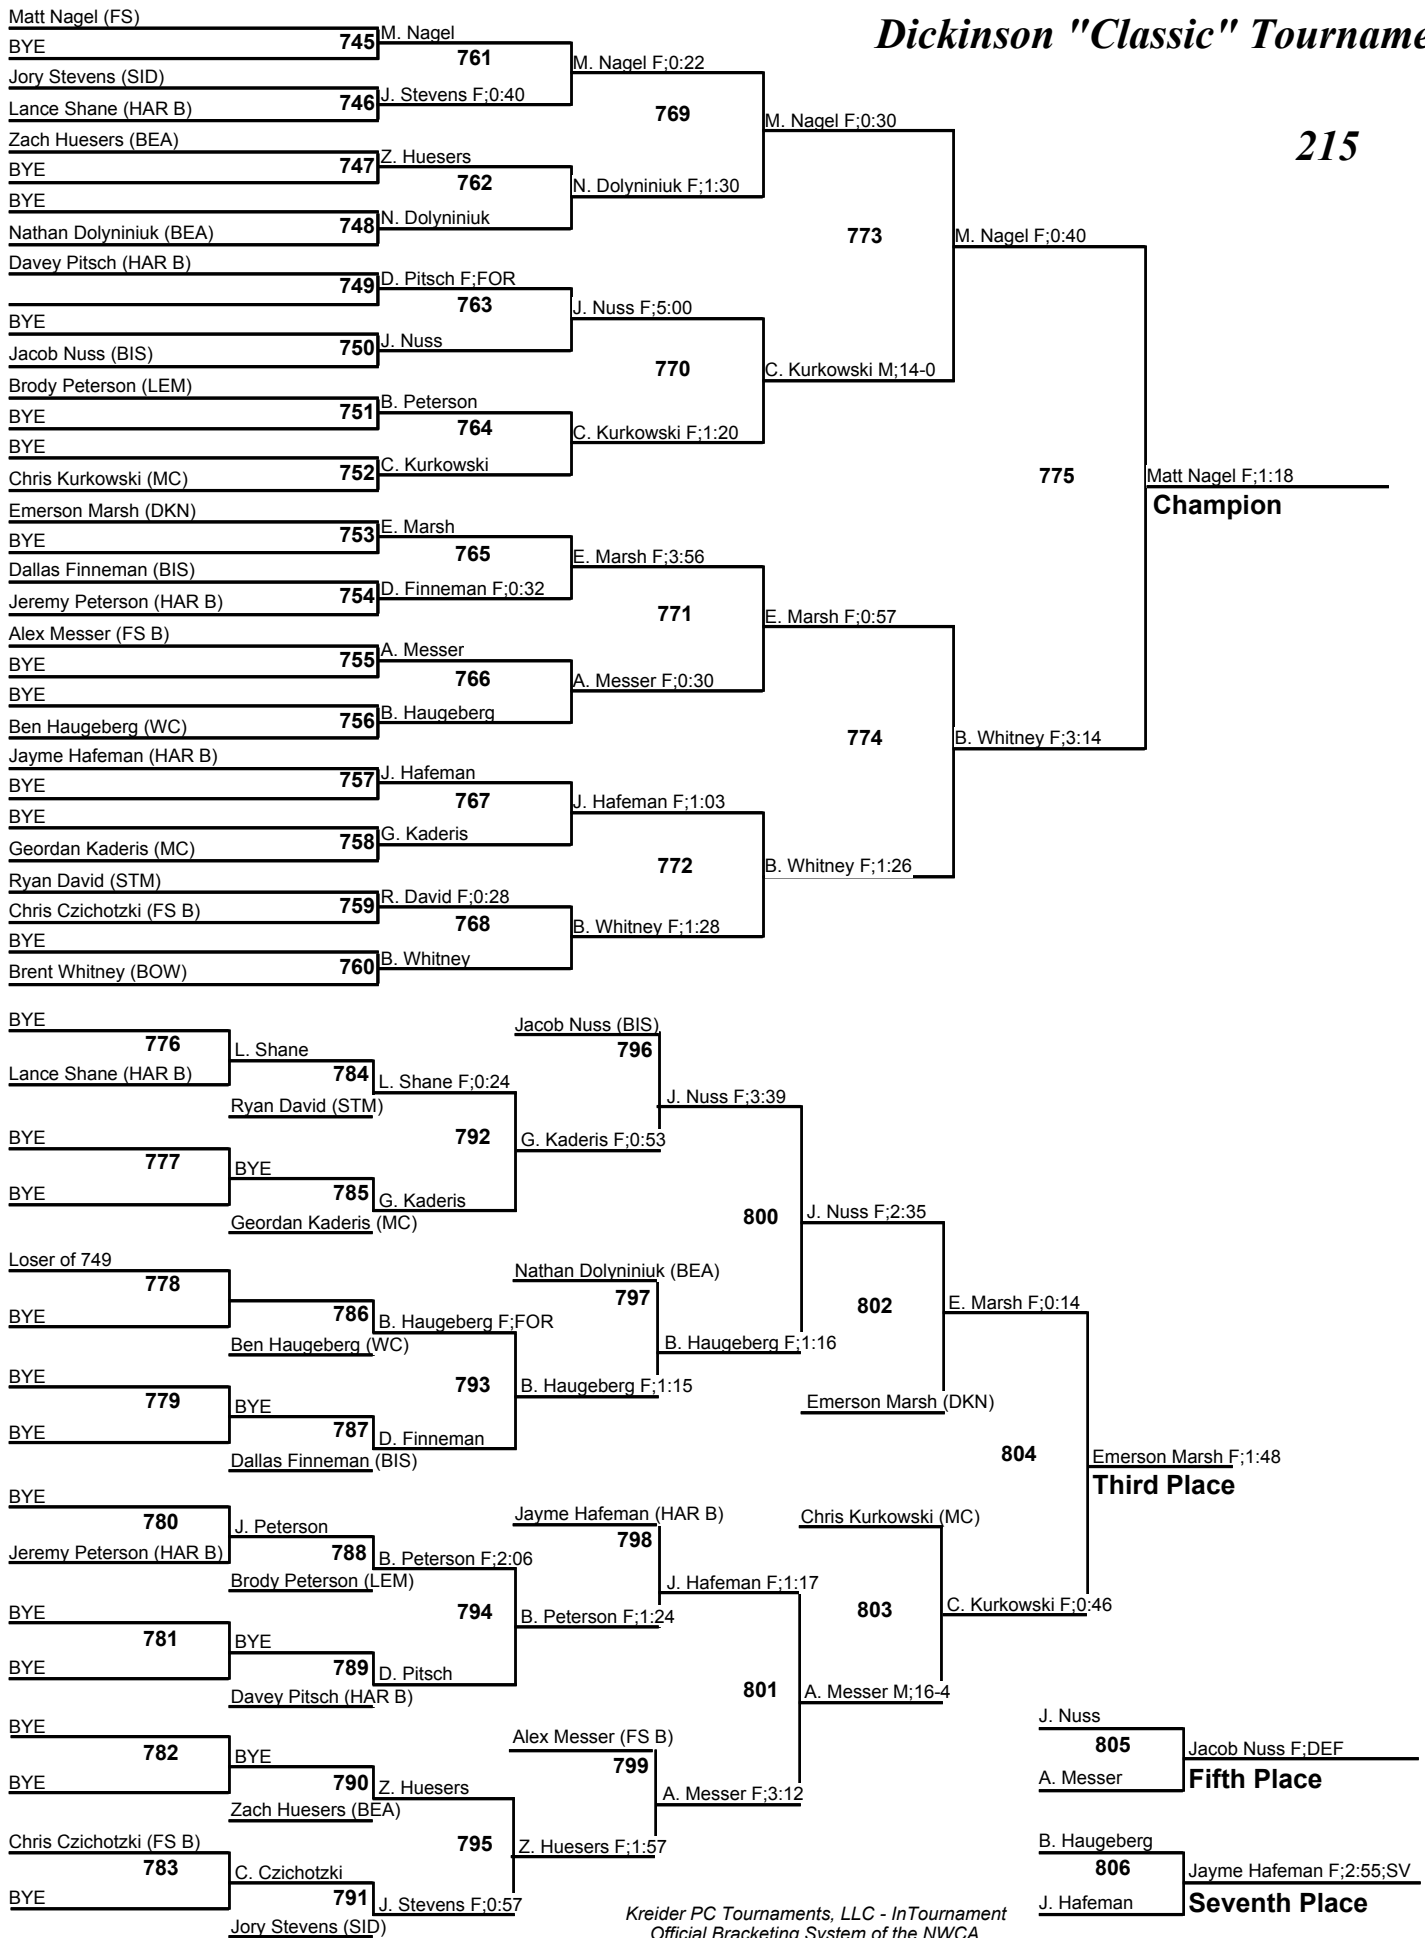 Dickinson "Classic" Tourname
215
Matt Nagel (FS)
BYE
745
Jory Stevens (SID)
Lance Shane (HAR B)
746
Zach Huesers (BEA)
BYE
747
BYE
Nathan Dolyniniuk (BEA)
748
Davey Pitsch (HAR B)
749
BYE
Jacob Nuss (BIS)
750
Brody Peterson (LEM)
BYE
751
BYE
Chris Kurkowski (MC)
752
Emerson Marsh (DKN)
BYE
753
Dallas Finneman (BIS)
Jeremy Peterson (HAR B)
754
Alex Messer (FS B)
BYE
755
BYE
Ben Haugeberg (WC)
756
Jayme Hafeman (HAR B)
BYE
757
BYE
Geordan Kaderis (MC)
758
Ryan David (STM)
Chris Czichotzki (FS B)
759
BYE
Brent Whitney (BOW)
760
M. Nagel
761
J. Stevens F;0:40
Z. Huesers
762
N. Dolyniniuk
D. Pitsch F;FOR
763
J. Nuss
B. Peterson
764
C. Kurkowski
E. Marsh
765
D. Finneman F;0:32
A. Messer
766
B. Haugeberg
J. Hafeman
767
G. Kaderis
R. David F;0:28
768
B. Whitney
M. Nagel F;0:22
769
N. Dolyniniuk F;1:30
J. Nuss F;5:00
770
C. Kurkowski F;1:20
E. Marsh F;3:56
771
A. Messer F;0:30
J. Hafeman F;1:03
772
B. Whitney F;1:28
M. Nagel F;0:30
773
C. Kurkowski M;14-0
E. Marsh F;0:57
774
B. Whitney F;1:26
M. Nagel F;0:40
775
B. Whitney F;3:14
Matt Nagel F;1:18
Champion
BYE
776
Lance Shane (HAR B)
BYE
777
BYE
Loser of 749
778
BYE
BYE
779
BYE
BYE
780
Jeremy Peterson (HAR B)
BYE
781
BYE
BYE
782
BYE
Chris Czichotzki (FS B)
783
BYE
L. Shane
784
Ryan David (STM)
BYE
785
Geordan Kaderis (MC)
786
Ben Haugeberg (WC)
BYE
787
Dallas Finneman (BIS)
J. Peterson
788
Brody Peterson (LEM)
BYE
789
Davey Pitsch (HAR B)
BYE
790
Zach Huesers (BEA)
C. Czichotzki
791
Jory Stevens (SID)
L. Shane F;0:24
792
G. Kaderis
B. Haugeberg F;FOR
793
D. Finneman
B. Peterson F;2:06
794
D. Pitsch
Z. Huesers
795
J. Stevens F;0:57
Jacob Nuss (BIS)
796
G. Kaderis F;0:53
Nathan Dolyniniuk (BEA)
797
B. Haugeberg F;1:15
Jayme Hafeman (HAR B)
798
B. Peterson F;1:24
Alex Messer (FS B)
799
Z. Huesers F;1:57
J. Nuss F;3:39
800
B. Haugeberg F;1:16
J. Hafeman F;1:17
801
A. Messer F;3:12
J. Nuss F;2:35
802
Emerson Marsh (DKN)
Chris Kurkowski (MC)
803
A. Messer M;16-4
E. Marsh F;0:14
804
C. Kurkowski F;0:46
Emerson Marsh F;1:48
Third Place
J. Nuss
805
A. Messer
Jacob Nuss F;DEF
Fifth Place
B. Haugeberg
806
J. Hafeman
Jayme Hafeman F;2:55;SV
Seventh Place
Kreider PC Tournaments, LLC - InTournament
Official Bracketing System of the NWCA